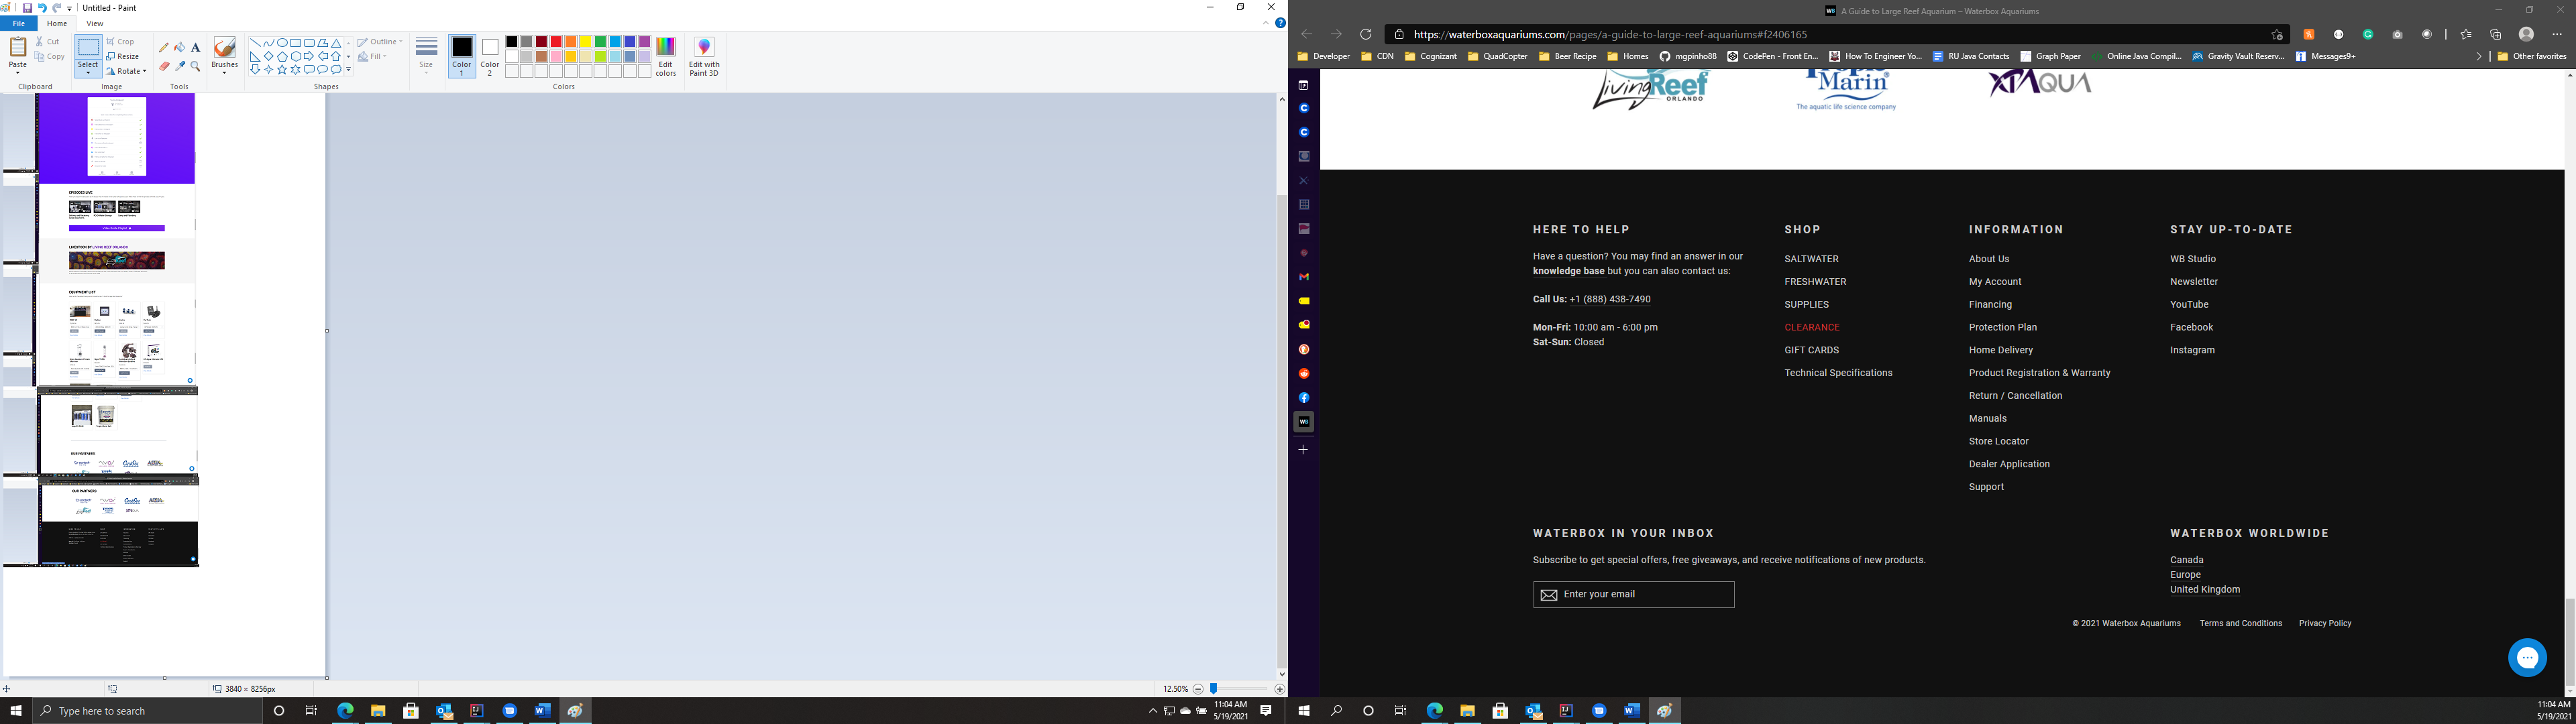 Untitled - Paint
File
Home
View
Paste
Cut
Copy
Clipboard
Select
Crop
Resize
Rotate
Image
Tools
Brushes
Shapes
Outline
Fill
Size
Color 1
Color 2
Edit colors
Colors
Edit with Paint 3D
EPISODES LIVE
LIVESTOCK BY LIVING REEF ORLANDO
EQUIPMENT LIST
OUR PARTNERS
OUR PARTNERS
3840 × 8256px
12.50%
Type here to search
11:04 AM
5/19/2021
A Guide to Large Reef Aquarium – Waterbox Aquariums
https://waterboxaquariums.com/pages/a-guide-to-large-reef-aquariums#f2406165
Developer
CDN
Cognizant
QuadCopter
Beer Recipe
Homes
mgpinho88
CodePen - Front En...
How To Engineer Yo...
RU Java Contacts
Graph Paper
Online Java Compil...
Gravity Vault Reserv...
Messages9+
Other favorites
Living Reef
ORLANDO
Marin®
The aquatic life science company
XTAQUA
HERE TO HELP
Have a question? You may find an answer in our
knowledge base but you can also contact us:
Call Us: +1 (888) 438-7490
Mon-Fri: 10:00 am - 6:00 pm
Sat-Sun: Closed
SHOP
SALTWATER
FRESHWATER
SUPPLIES
CLEARANCE
GIFT CARDS
Technical Specifications
INFORMATION
About Us
My Account
Financing
Protection Plan
Home Delivery
Product Registration & Warranty
Return / Cancellation
Manuals
Store Locator
Dealer Application
Support
STAY UP-TO-DATE
WB Studio
Newsletter
YouTube
Facebook
Instagram
WATERBOX IN YOUR INBOX
Subscribe to get special offers, free giveaways, and receive notifications of new products.
Enter your email
WATERBOX WORLDWIDE
Canada
Europe
United Kingdom
© 2021 Waterbox Aquariums
Terms and Conditions
Privacy Policy
11:04 AM
5/19/2021